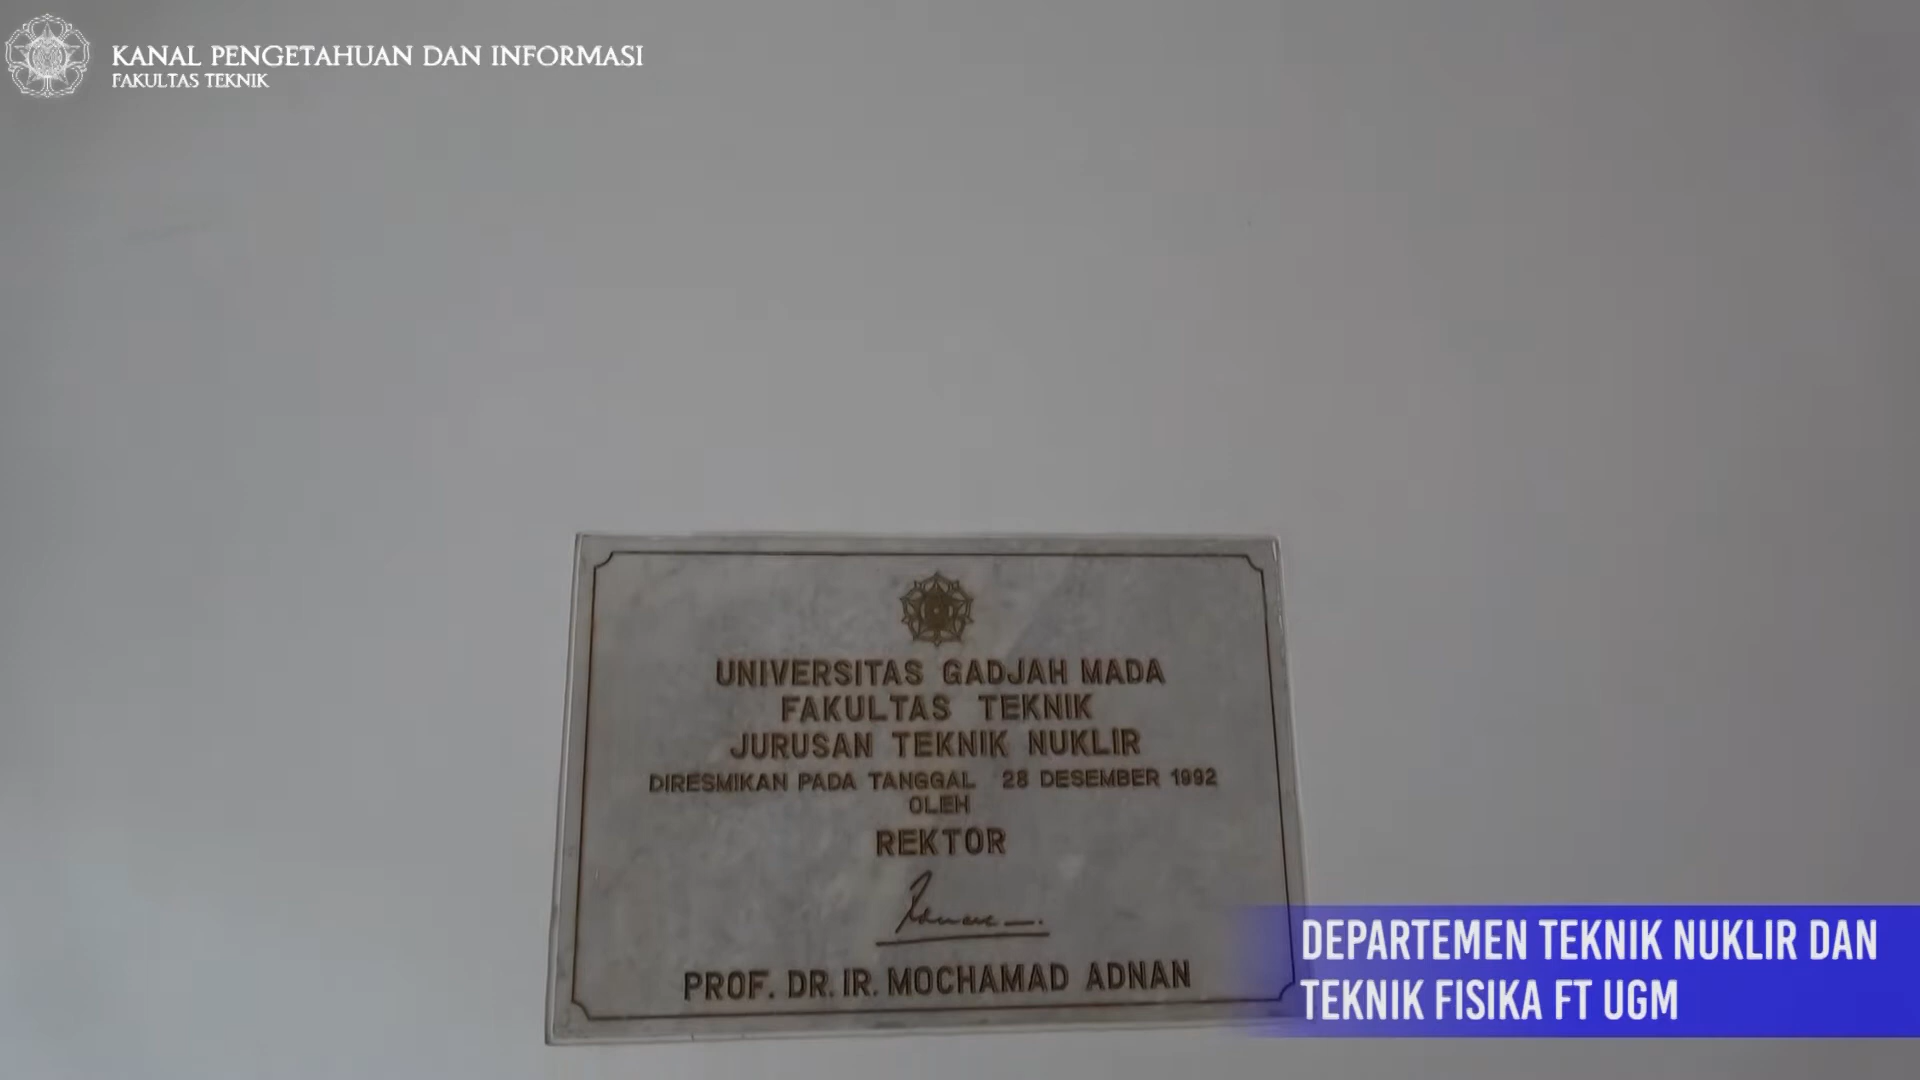 KANAL PENGETAHUAN DAN INFORMASI
FAKULTAS TEKNIK
UNIVERSITAS GADJAH MADA
FAKULTAS TEKNIK
JURUSAN TEKNIK NUKLIR
DIRESMIKAN PADA TANGGAL 28 DESEMBER 1992
OLEH
REKTOR
PROF. DR. IR. MOCHAMAD ADNAN
DEPARTEMEN TEKNIK NUKLIR DAN
TEKNIK FISIKA FT UGM